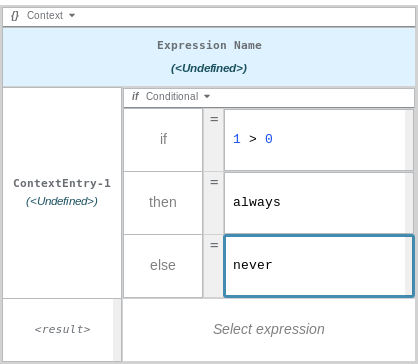 {} Context
Expression Name
(<Undefined>)
if Conditional
ContextEntry-1
(<Undefined>)
if = 1 > 0
then = always
else = never
<result>
Select expression